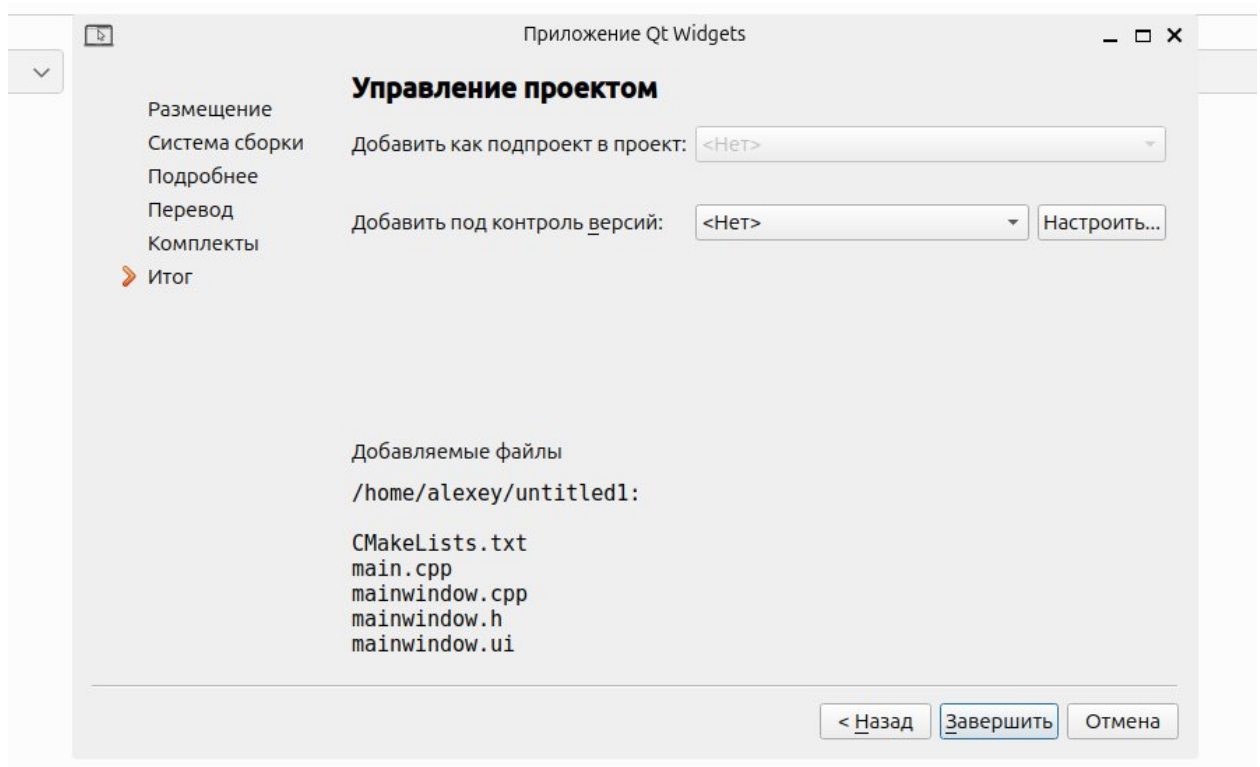 Приложение Qt Widgets
Размещение
Система сборки
Подробнее
Перевод
Комплекты
Итог
Управление проектом
Добавить как подпроект в проект: <Нет>
Добавить под контроль версий: <Нет> Настроить...
Добавляемые файлы
/home/alexey/untitled1:
CMakeLists.txt
main.cpp
mainwindow.cpp
mainwindow.h
mainwindow.ui
< Назад Завершить Отмена